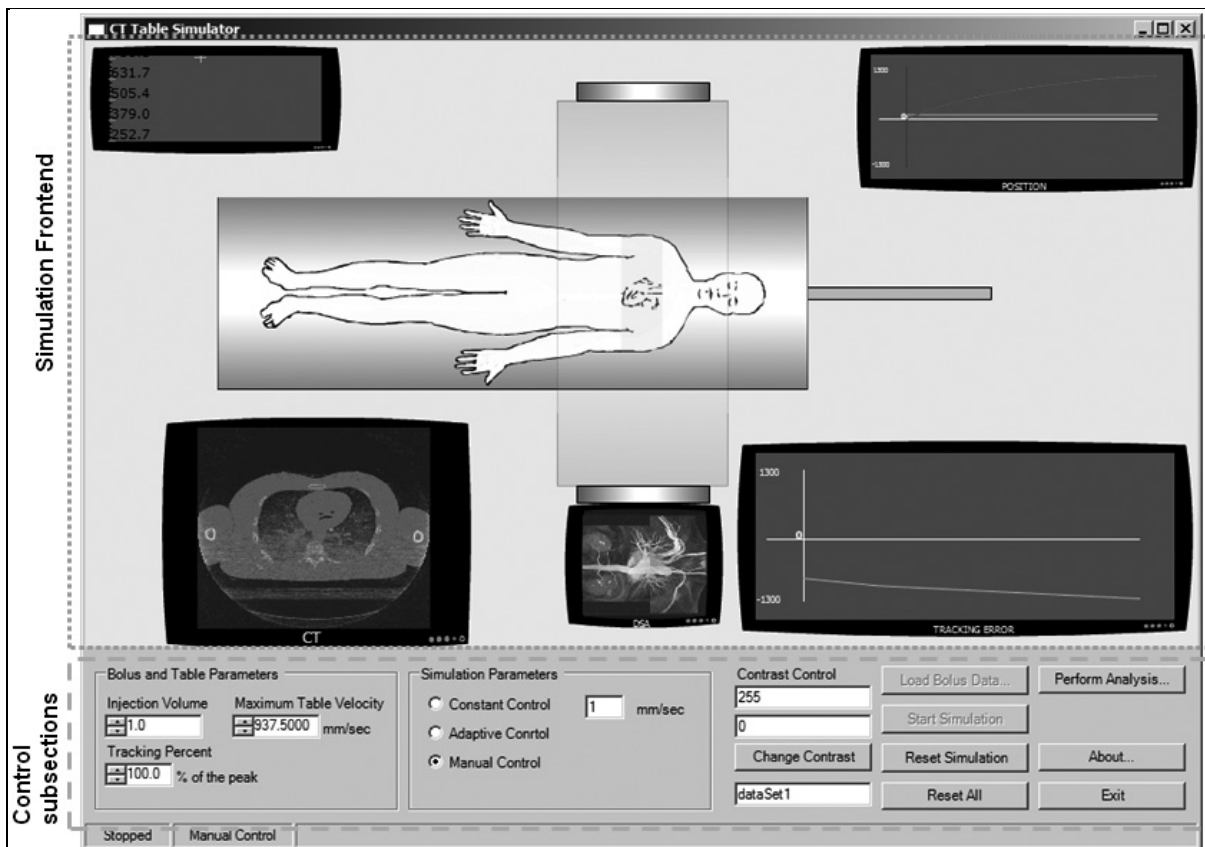 CT Table Simulator
631.7
505.4
379.0
252.7
1300
-1300
POSITION
Simulation Frontend
CT
DSA
1300
0
-1300
TRACKING ERROR
Control
subsections
Bolus and Table Parameters
Injection Volume
Maximum Table Velocity
1.0
937.5000 mm/sec
Tracking Percent
100.0 % of the peak
Simulation Parameters
Constant Control
1 mm/sec
Adaptive Conrtol
Manual Control
Contrast Control
255
0
Change Contrast
dataSet1
Load Bolus Data...
Start Simulation
Reset Simulation
Reset All
Perform Analysis...
About...
Exit
Stopped
Manual Control